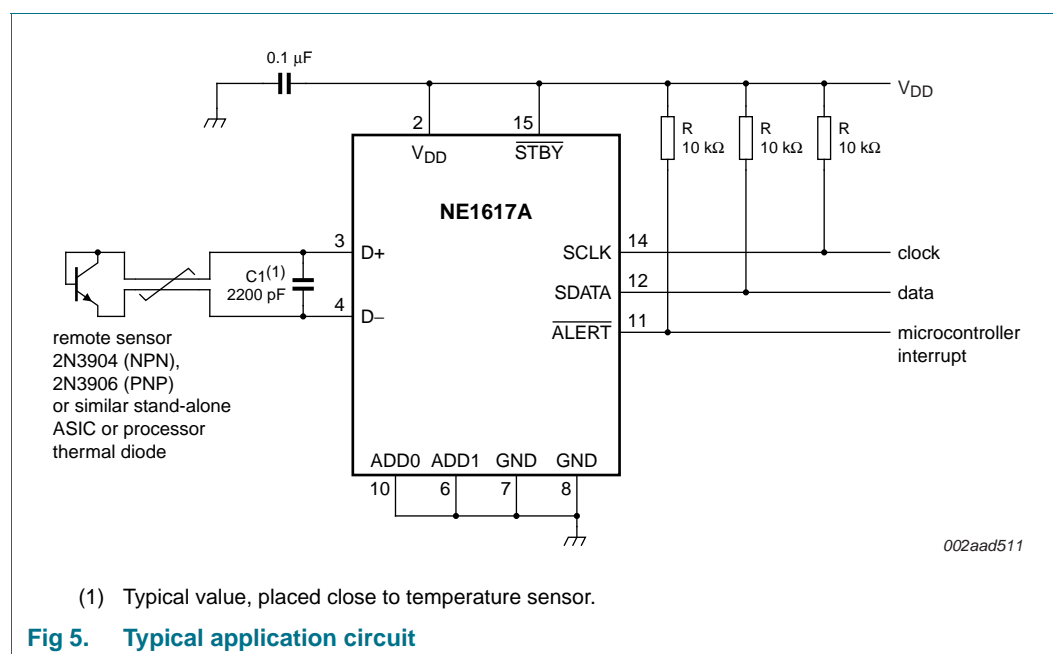 0.1 μF
VDD
2
15
VDD
STBY
R
10 kΩ
R
10 kΩ
R
10 kΩ
NE1617A
3
D+
C1(1)
2200 pF
4
D−
SCLK
14
clock
SDATA
12
data
ALERT
11
microcontroller
interrupt
remote sensor
2N3904 (NPN),
2N3906 (PNP)
or similar stand-alone
ASIC or processor
thermal diode
ADD0 ADD1 GND GND
10
6
7
8
002aad511
(1) Typical value, placed close to temperature sensor.
Fig 5. Typical application circuit